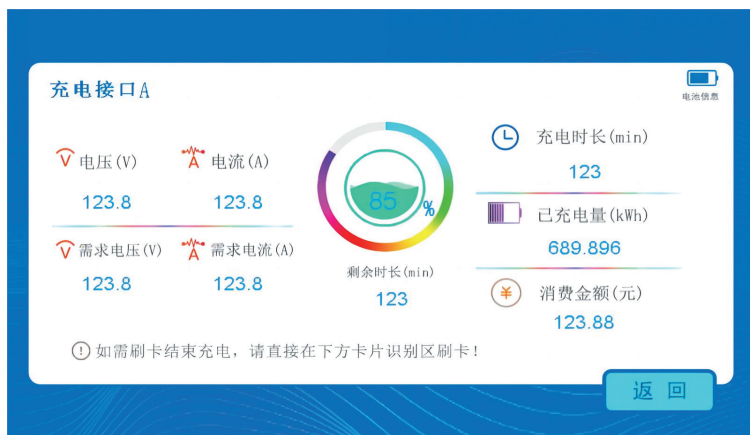 充电接口A
电池信息
电压(V)
电流(A)
123.8
123.8
需求电压(V)
需求电流(A)
123.8
123.8
85%
剩余时长(min)
123
充电时长(min)
123
已充电量(kWh)
689.896
消费金额(元)
123.88
如需刷卡结束充电，请直接在下方卡片识别区刷卡！
返回